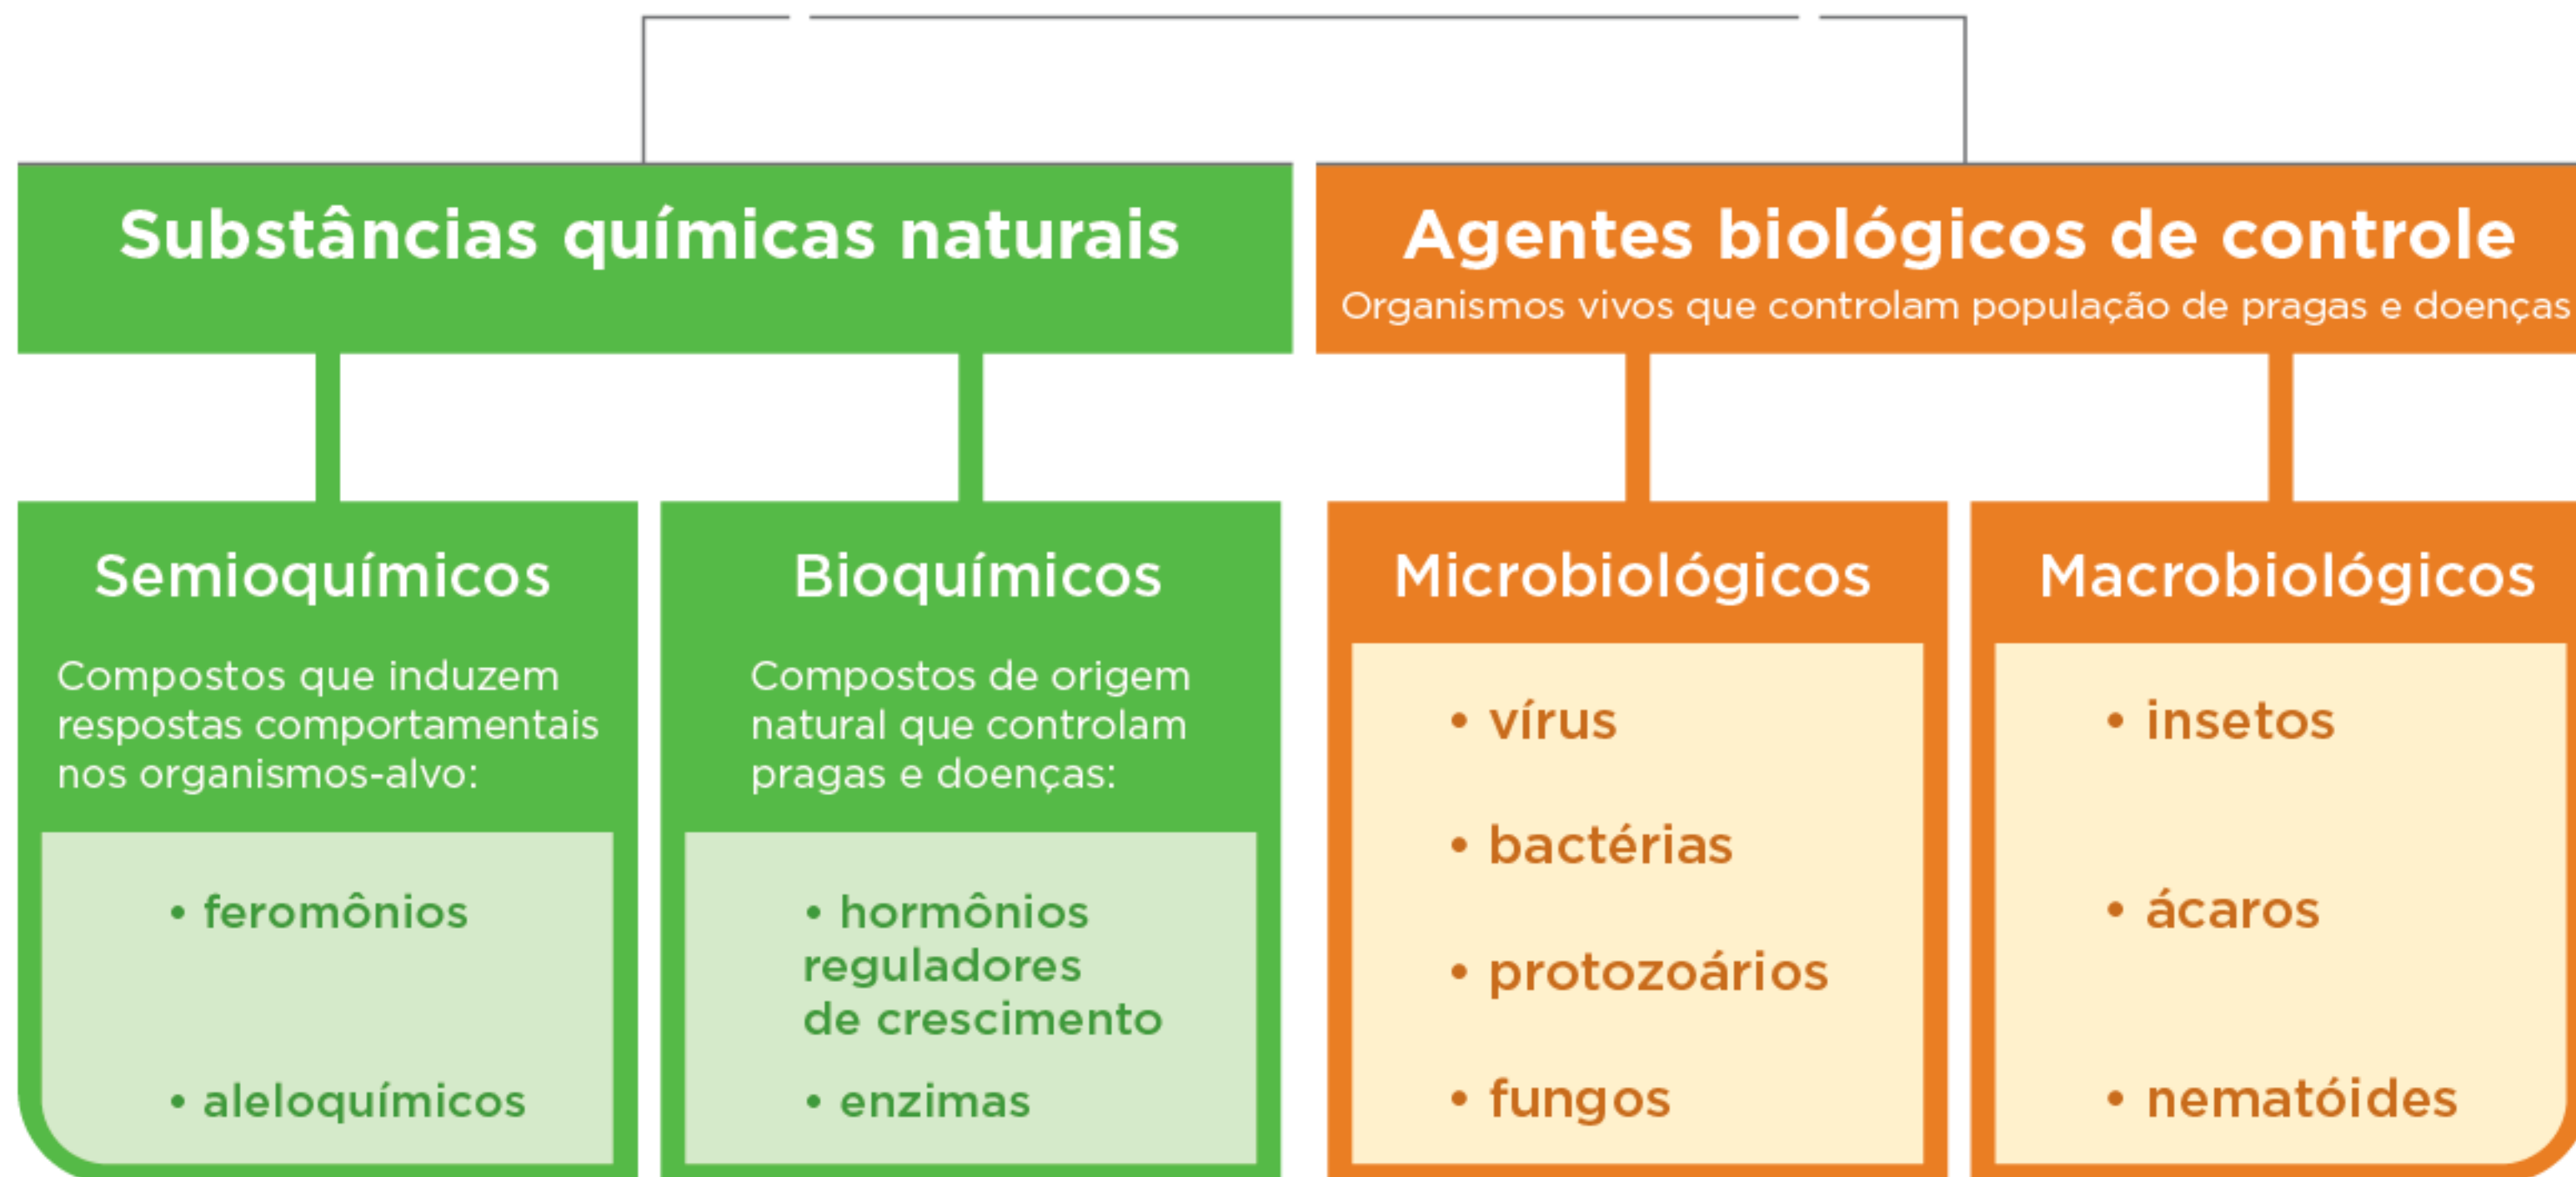 Substâncias químicas naturais
Agentes biológicos de controle
Organismos vivos que controlam população de pragas e doenças
Semioquímicos
Compostos que induzem
respostas comportamentais
nos organismos-alvo:
• feromônios
• aleloquímicos
Bioquímicos
Compostos de origem
natural que controlam
pragas e doenças:
• hormônios
reguladores
de crescimento
• enzimas
Microbiológicos
• vírus
• bactérias
• protozoários
• fungos
Macrobiológicos
• insetos
• ácaros
• nematóides